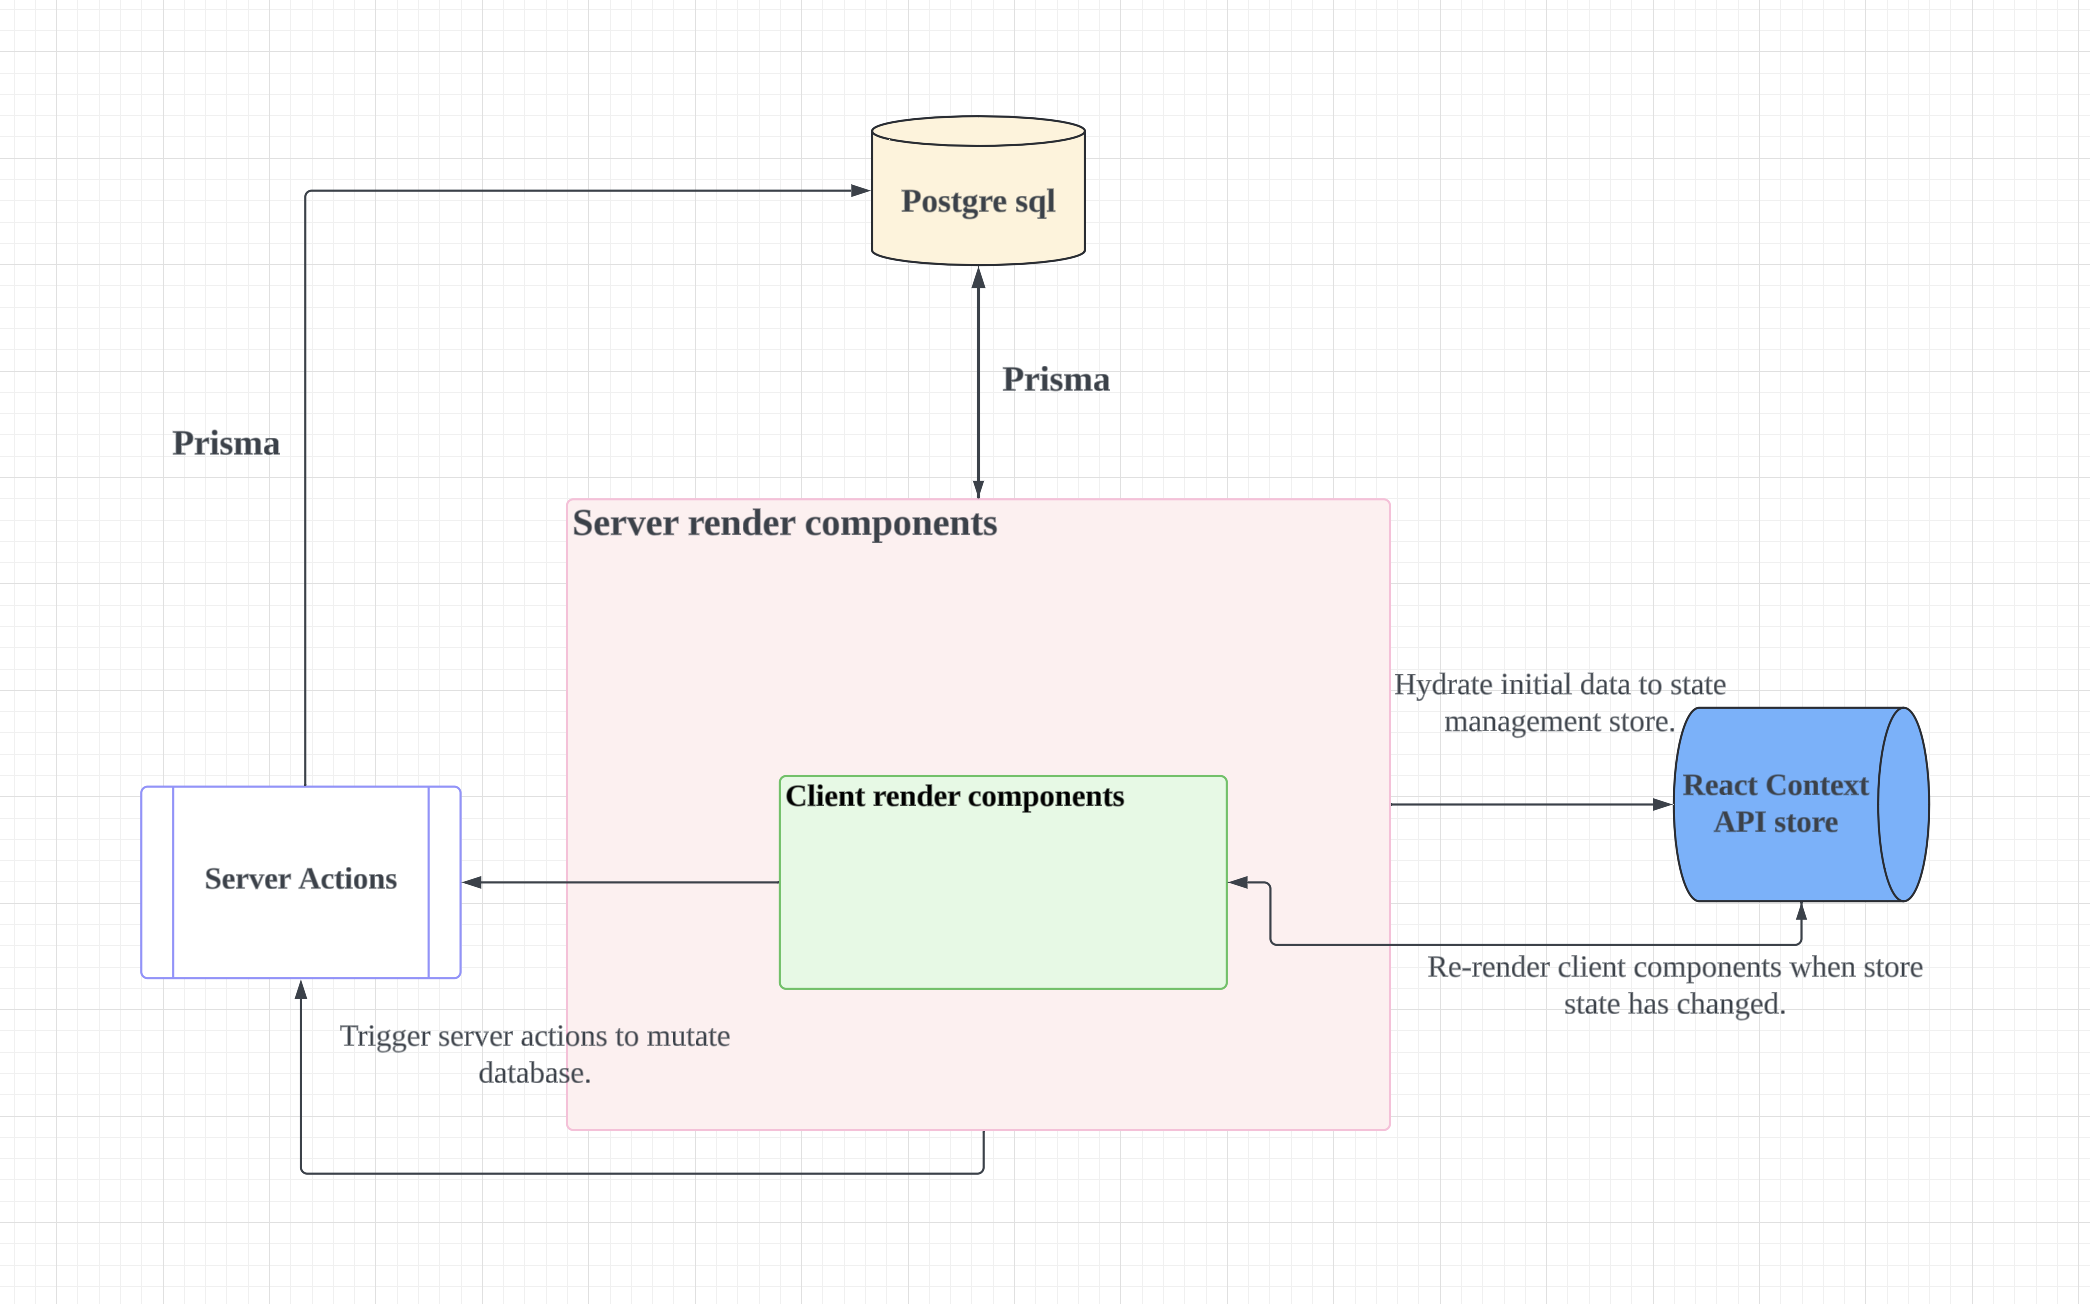 Postgre sql
Prisma
Prisma
Server render components
Hydrate initial data to state
management store.
React Context
API store
Client render components
Server Actions
Re-render client components when store
state has changed.
Trigger server actions to mutate
database.